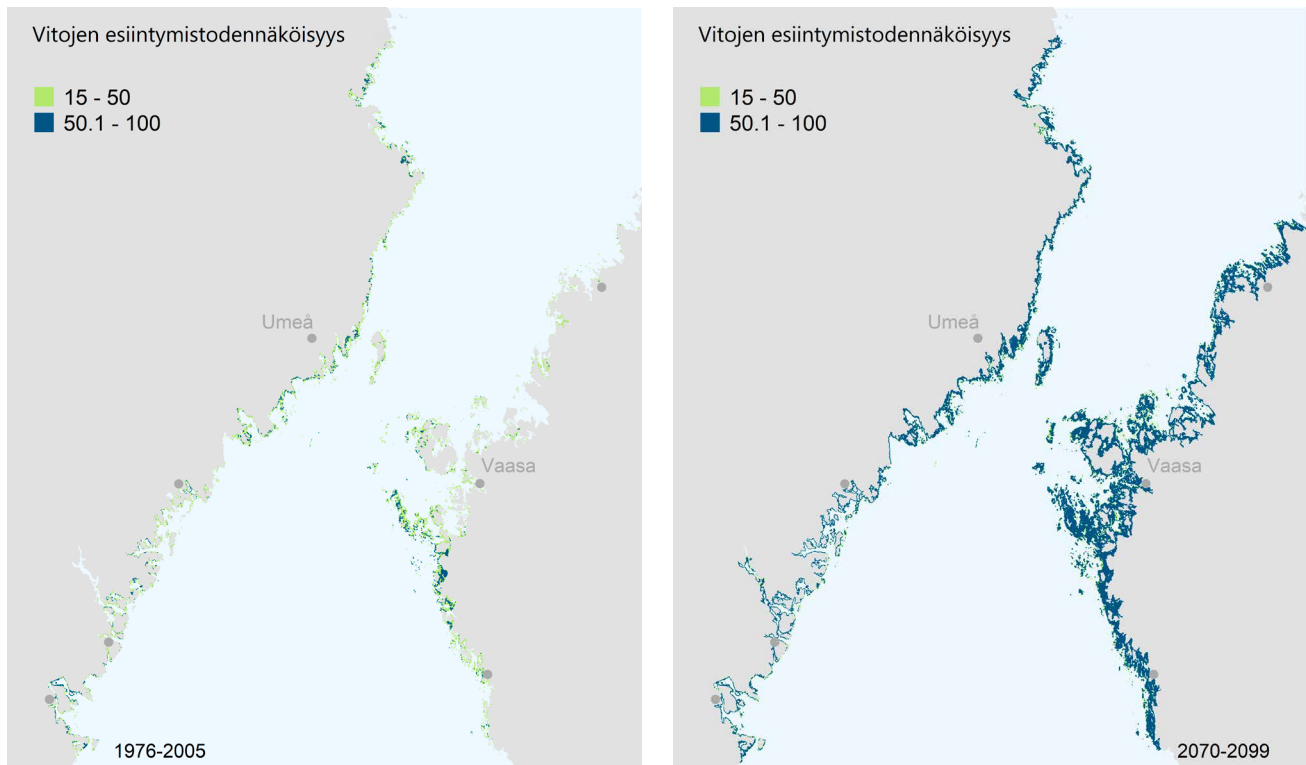 Vitojen esiintymistodennäköisyys
15 - 50
50.1 - 100
Umeå
Vaasa
1976-2005
Vitojen esiintymistodennäköisyys
15 - 50
50.1 - 100
Umeå
Vaasa
2070-2099